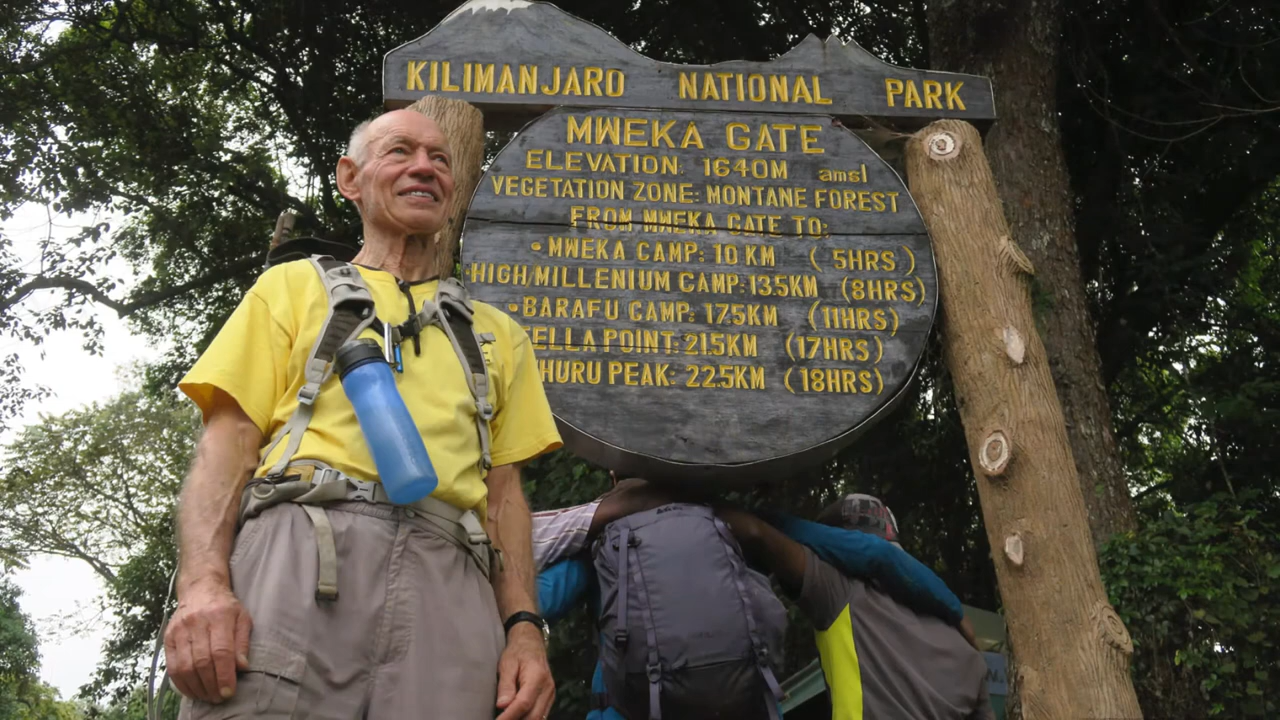 KILIMANJARO NATIONAL PARK
MWEKA GATE
ELEVATION: 1640M amsl
VEGETATION ZONE: MONTANE FOREST
FROM MWEKA GATE TO:
• MWEKA CAMP: 10 KM (5HRS)
HIGH/MILLENIUM CAMP: 13.5KM (8HRS)
• BARAFU CAMP: 17.5KM (11HRS)
ELLA POINT: 21.5KM (17HRS)
HURU PEAK: 22.5KM (18HRS)